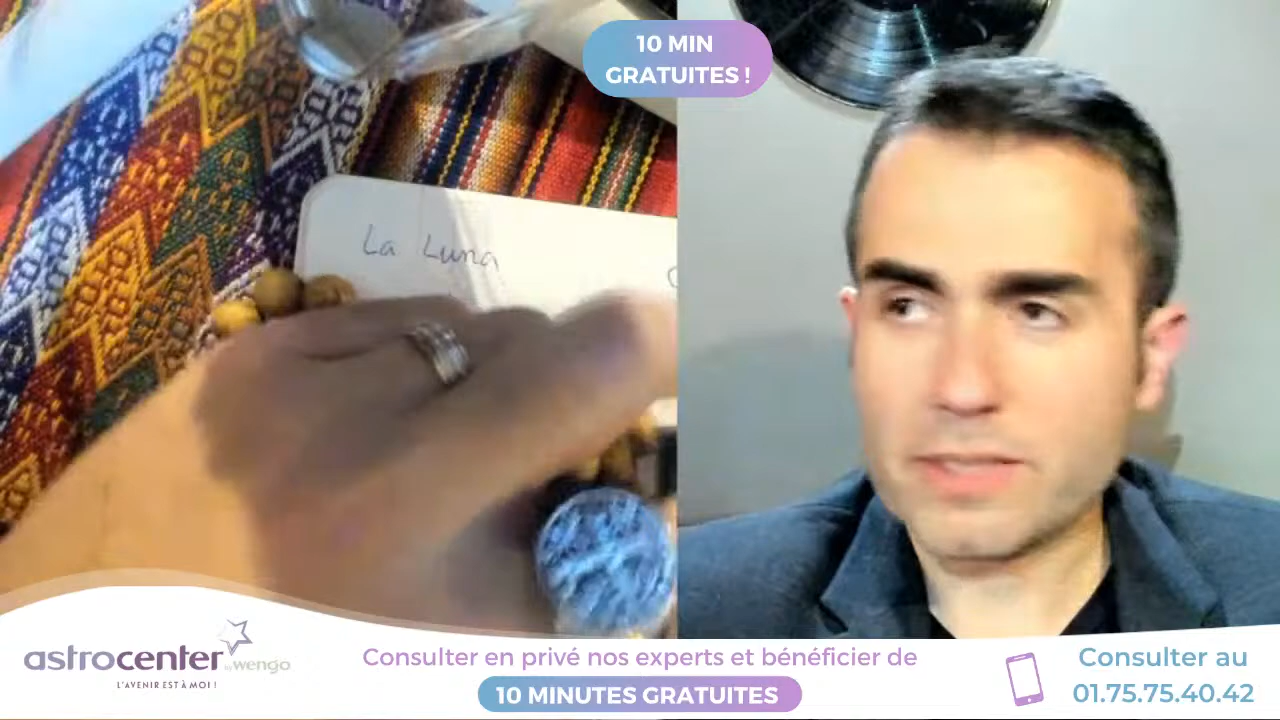 10 MIN
GRATUITES !
La Luna
astrocenter
by wengo
L'AVENIR EST À MOI !
Consulter en privé nos experts et bénéficier de
10 MINUTES GRATUITES
Consulter au
01.75.75.40.42